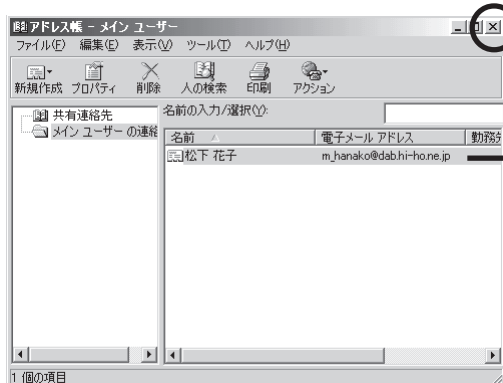 アドレス帳 - メイン ユーザー
ファイル(F) 編集(E) 表示(V) ツール(T) ヘルプ(H)
新規作成 プロパティ 削除 人の検索 印刷 アクション
共有連絡先
メイン ユーザー の連絡
名前の入力/選択(Y):
名前 電子メール アドレス 勤務先
松下 花子 m_hanako@dab.hi-ho.ne.jp
1 個の項目